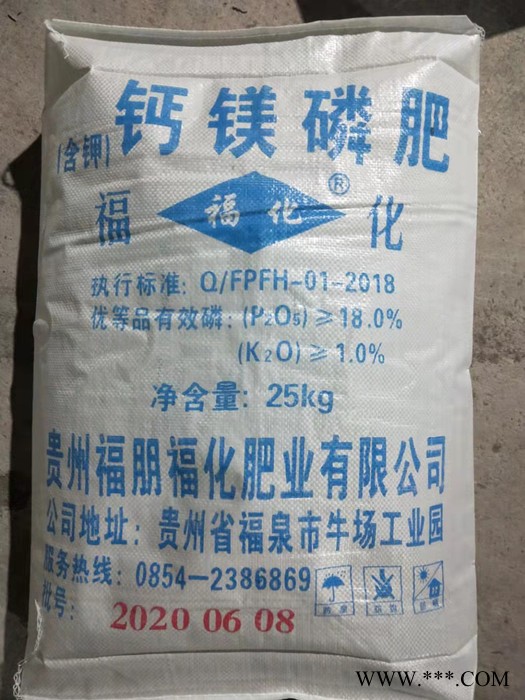 (含钾)钙镁磷肥
福 福化® 化
执行标准: Q/FPFH-01-2018
优等品有效磷: (P₂O₅) ≥18.0%
(K₂O) ≥1.0%
净含量: 25kg
贵州福朋福化肥业有限公司
公司地址: 贵州省福泉市牛场工业园
服务热线: 0854-2386869
批号: 2020 06 08
WWW.***.COM